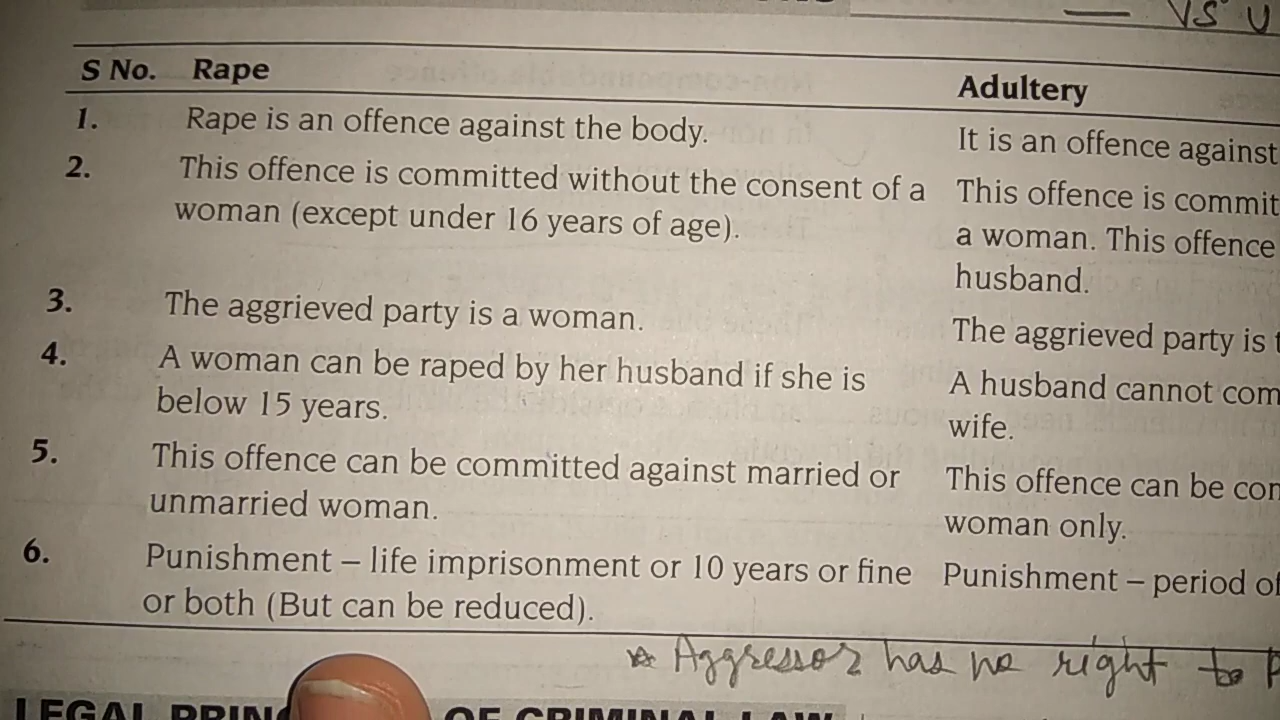 VS U
S No. Rape Adultery
1. Rape is an offence against the body. It is an offence against
2. This offence is committed without the consent of a This offence is commit
woman (except under 16 years of age). a woman. This offence
husband.
3. The aggrieved party is a woman. The aggrieved party is
4. A woman can be raped by her husband if she is A husband cannot com
below 15 years. wife.
5. This offence can be committed against married or This offence can be con
unmarried woman. woman only.
6. Punishment – life imprisonment or 10 years or fine Punishment – period of
or both (But can be reduced).
Aggressor has no right to
LEGAL PRIN OF CRIMINAL LAW